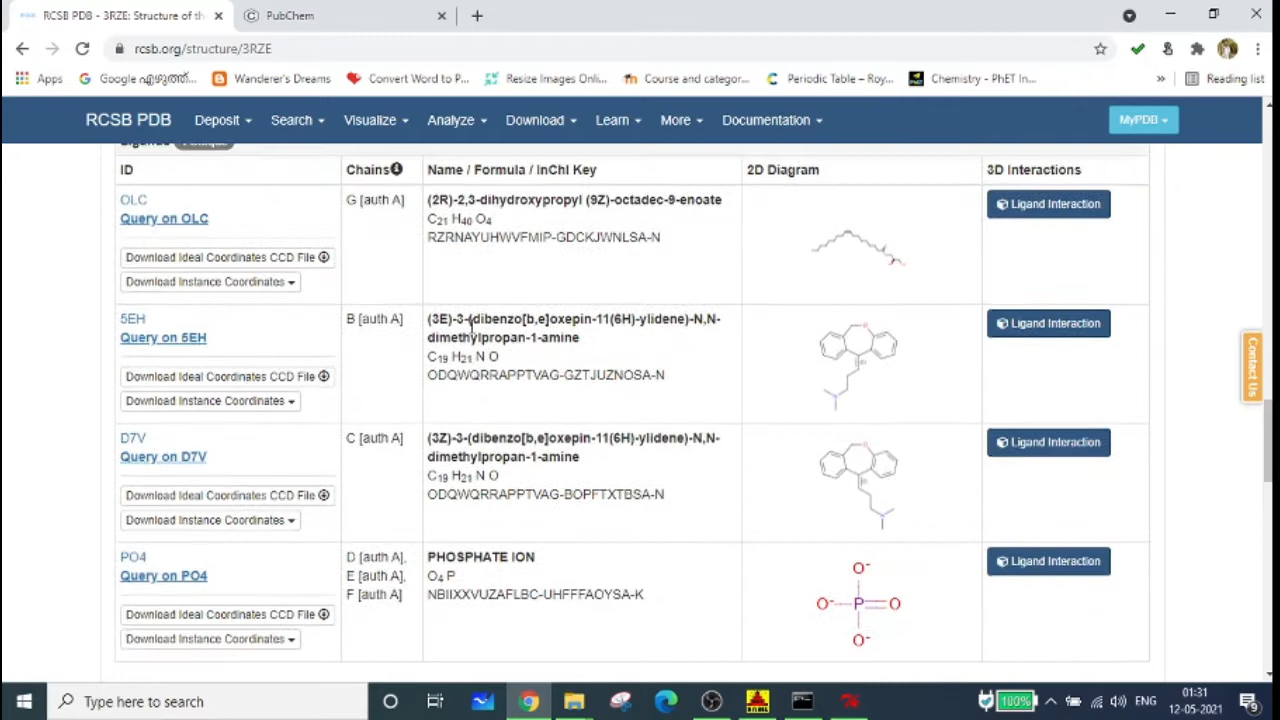 RCSB PDB - 3RZE: Structure of th
PubChem
rcsb.org/structure/3RZE
Apps
Google എഴുത്ത്...
Wanderer's Dreams
Convert Word to P...
Resize Images Onli...
Course and categor...
Periodic Table – Roy...
Chemistry - PhET In...
»
Reading list
RCSB PDB
Deposit
Search
Visualize
Analyze
Download
Learn
More
Documentation
MyPDB
ID
Chains
Name / Formula / InChI Key
2D Diagram
3D Interactions
OLC
Query on OLC
Download Ideal Coordinates CCD File
Download Instance Coordinates
G [auth A]
(2R)-2,3-dihydroxypropyl (9Z)-octadec-9-enoate
C21 H40 O4
RZRNAYUHWVFMIP-GDCKJWNLSA-N
Ligand Interaction
5EH
Query on 5EH
Download Ideal Coordinates CCD File
Download Instance Coordinates
B [auth A]
(3E)-3-(dibenzo[b,e]oxepin-11(6H)-ylidene)-N,N-
dimethylpropan-1-amine
C19 H21 N O
ODQWQRRAPPTVAG-GZTJUZNOSA-N
Ligand Interaction
D7V
Query on D7V
Download Ideal Coordinates CCD File
Download Instance Coordinates
C [auth A]
(3Z)-3-(dibenzo[b,e]oxepin-11(6H)-ylidene)-N,N-
dimethylpropan-1-amine
C19 H21 N O
ODQWQRRAPPTVAG-BOPFTXTBSA-N
Ligand Interaction
PO4
Query on PO4
Download Ideal Coordinates CCD File
Download Instance Coordinates
D [auth A],
E [auth A],
F [auth A]
PHOSPHATE ION
O4 P
NBIIXXVUZAFLBC-UHFFFAOYSA-K
O-
O-
P
O
O-
Ligand Interaction
Contact Us
Type here to search
100%
ENG
01:31
12-05-2021
9